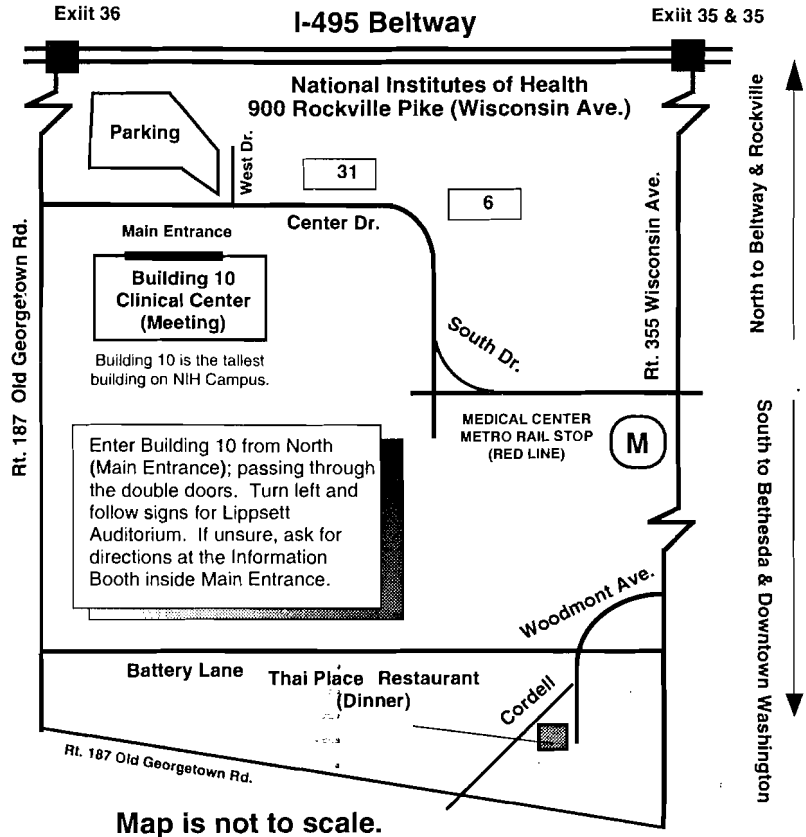 Exiit 36
I-495 Beltway
Exiit 35 & 35
National Institutes of Health
900 Rockville Pike (Wisconsin Ave.)
Parking
West Dr.
31
6
Main Entrance
Center Dr.
Building 10
Clinical Center
(Meeting)
Building 10 is the tallest
building on NIH Campus.
South Dr.
Rt. 187 Old Georgetown Rd.
Rt. 355 Wisconsin Ave.
North to Beltway & Rockville
MEDICAL CENTER
METRO RAIL STOP
(RED LINE)
M
Enter Building 10 from North
(Main Entrance); passing through
the double doors. Turn left and
follow signs for Lippsett
Auditorium. If unsure, ask for
directions at the Information
Booth inside Main Entrance.
South to Bethesda & Downtown Washington
Woodmont Ave.
Battery Lane
Thai Place Restaurant
(Dinner)
Cordell
Rt. 187 Old Georgetown Rd.
Map is not to scale.